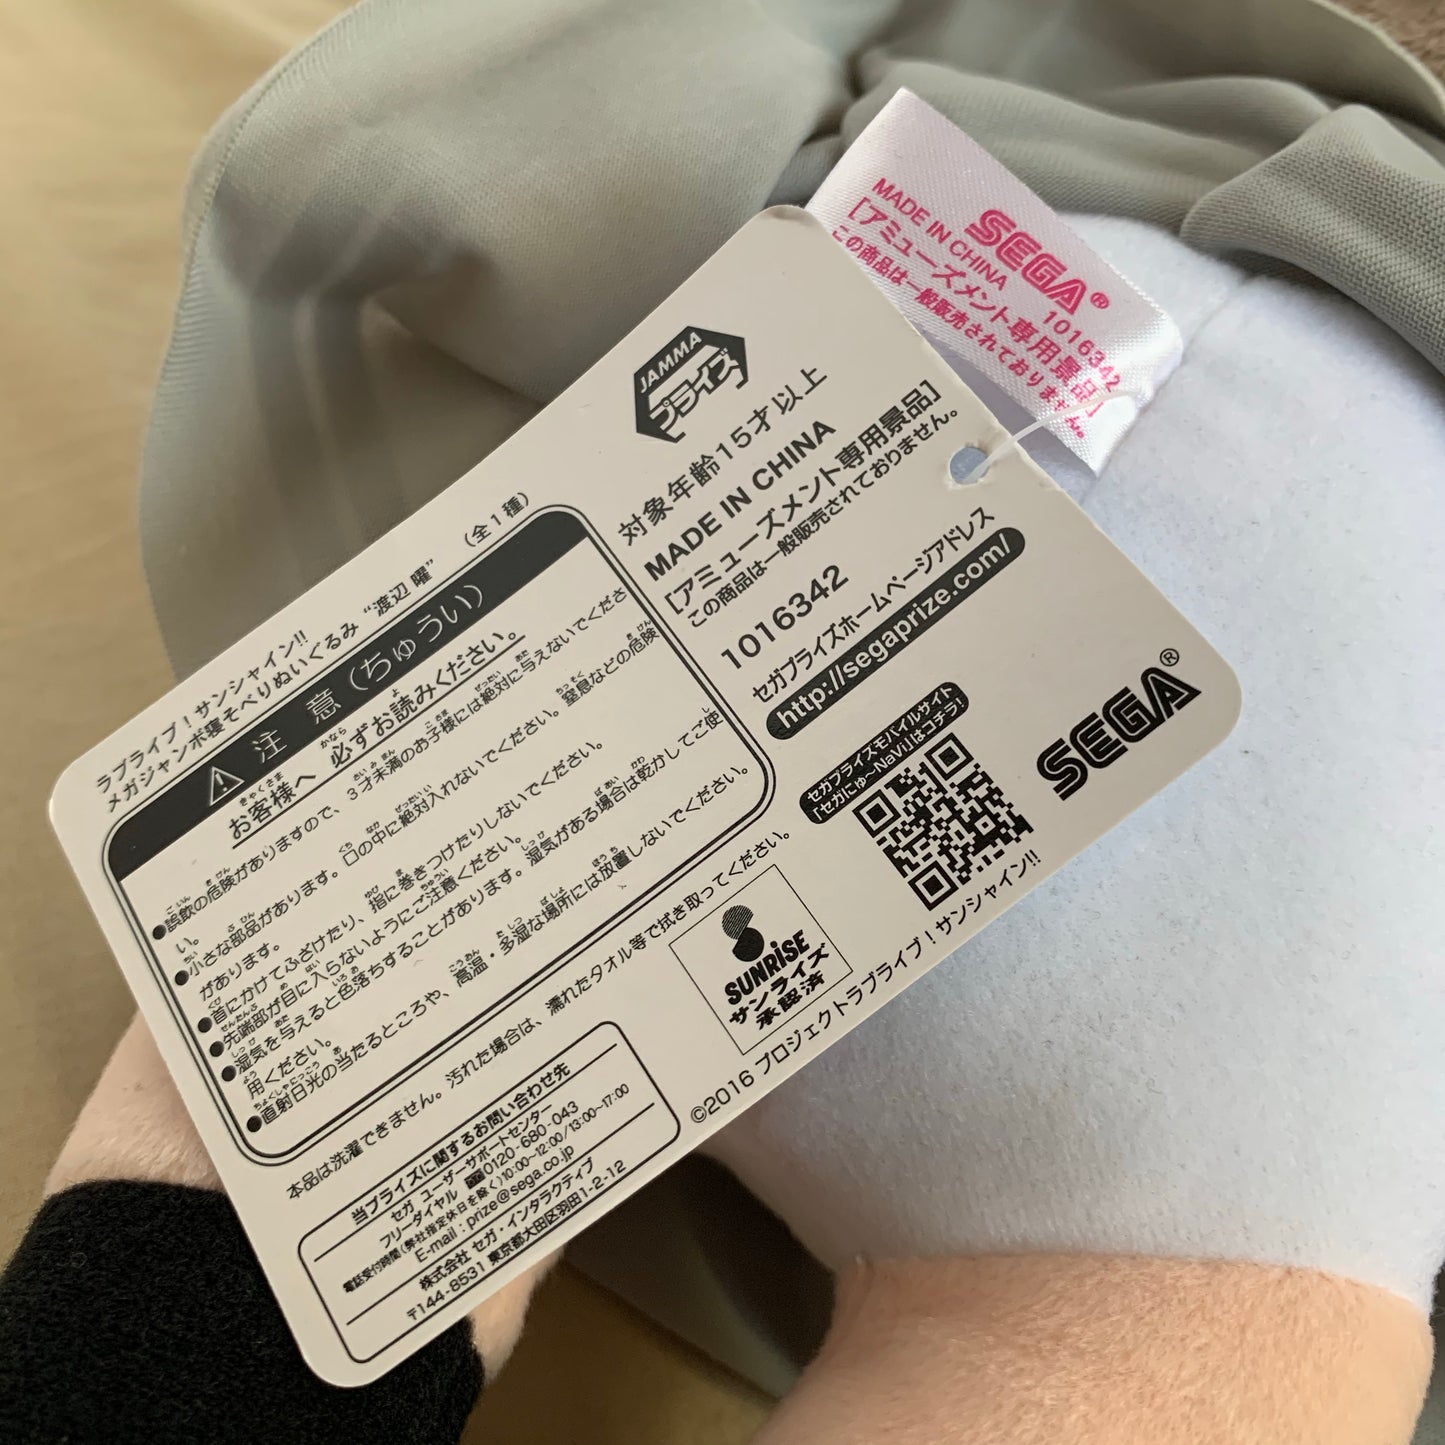 ラブライブ！サンシャイン!!
メガジャンボ寝そべりぬいぐるみ “渡辺 曜” （全1種）
注 意（ちゅうい）
お客様へ 必ずお読みください。
●誤飲の危険がありますので、3才未満のお子様には絶対に与えないでくださ
い。
●小さな部品があります。口の中に絶対入れないでください。窒息などの危険
があります。
●首にかけてふざけたり、指に巻きつけたりしないでください。
●先端部が目に入らないようにご注意ください。
●湿気を与えると色落ちすることがあります。湿気がある場合は乾かしてご使
用ください。
●直射日光の当たるところや、高温・多湿な場所には放置しないでください。
本品は洗濯できません。汚れた場合は、濡れたタオル等で拭き取ってください。
当プライズに関するお問い合わせ先
セガ ユーザーサポートセンター
フリーダイヤル 0120-680-043
電話受付時間（弊社指定休日を除く）10:00~12:00/13:00~17:00
E-mail : prize@sega.co.jp
株式会社 セガ・インタラクティブ
〒144-8531 東京都大田区羽田1-2-12
JAMMA
プライズ
対象年齢15才以上
MADE IN CHINA
［アミューズメント専用景品］
この商品は一般販売されておりません。
1016342
セガプライズホームページアドレス
http://segaprize.com/
セガプライズモバイルサイト
「セガにゅ～NaVi」はコチラ!
SEGA®
SUNRISE
サンライズ
承認済
©2016 プロジェクトラブライブ！サンシャイン!!
SEGA®
MADE IN CHINA 1016342
［アミューズメント専用景品］
この商品は一般販売されておりません。